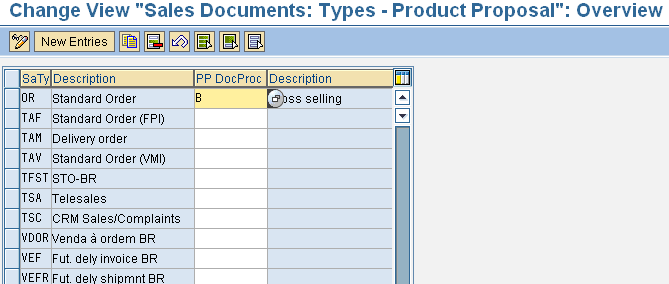 Change View "Sales Documents: Types - Product Proposal": Overview
New Entries
SaTy Description PP DocProc Description
OR Standard Order B oss selling
TAF Standard Order (FPI)
TAM Delivery order
TAV Standard Order (VMI)
TFST STO-BR
TSA Telesales
TSC CRM Sales/Complaints
VDOR Venda à ordem BR
VEF Fut. dely invoice BR
VEFR Fut. dely shipmnt BR